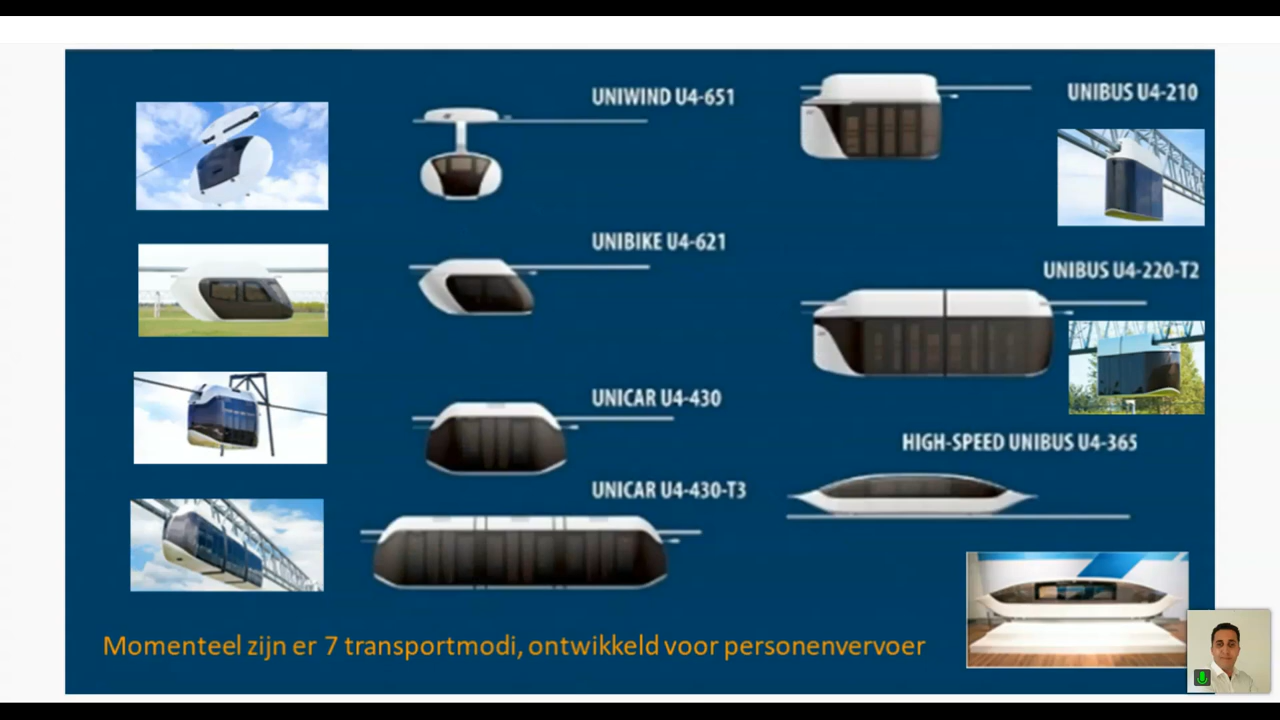 UNIWIND U4-651
UNIBIKE U4-621
UNICAR U4-430
UNICAR U4-430-T3
UNIBUS U4-210
UNIBUS U4-220-T2
HIGH-SPEED UNIBUS U4-365
Momenteel zijn er 7 transportmodi, ontwikkeld voor personenvervoer